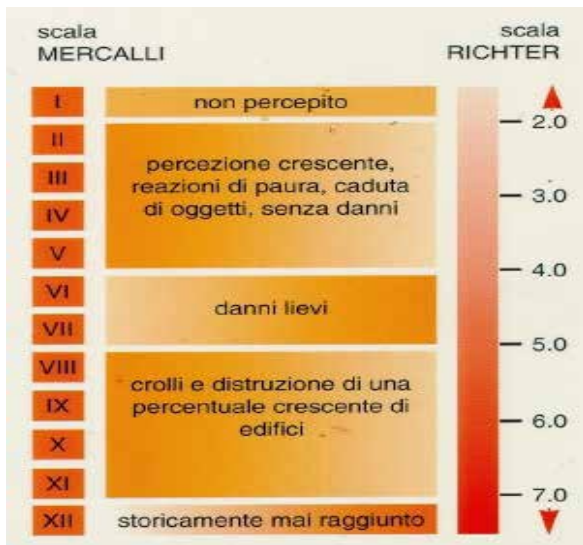 scala
MERCALLI
scala
RICHTER
I
non percepito
II
III
IV
V
percezione crescente,
reazioni di paura, caduta
di oggetti, senza danni
VI
VII
danni lievi
VIII
IX
X
XI
crolli e distruzione di una
percentuale crescente di
edifici
XII
storicamente mai raggiunto
2.0
3.0
4.0
5.0
6.0
7.0